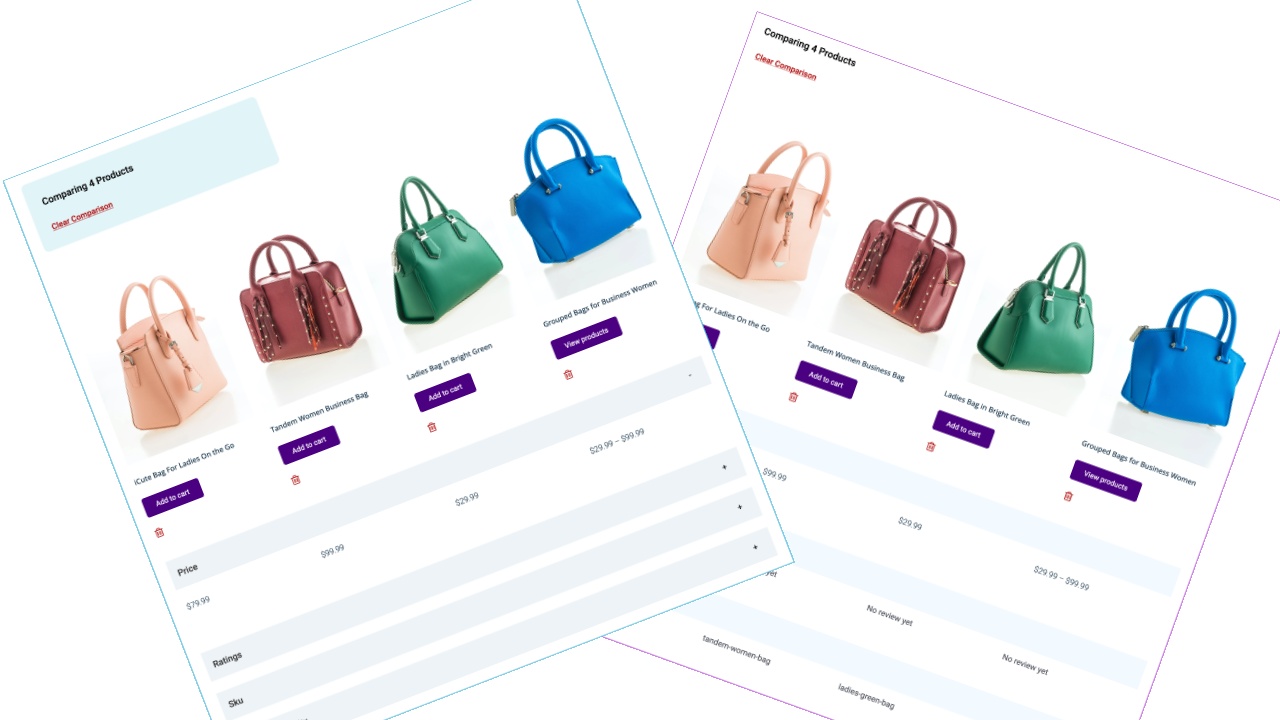 Comparing 4 Products
Clear Comparison
iCute Bag For Ladies On the Go
Add to cart
Tandem Women Business Bag
Add to cart
Ladies Bag in Bright Green
Add to cart
Grouped Bags for Business Women
View products
Price
-
$79.99
$99.99
$29.99
$29.99 – $99.99
Ratings
+
Sku
+
+
Comparing 4 Products
Clear Comparison
For Ladies On the Go
Tandem Women Business Bag
Add to cart
Ladies Bag in Bright Green
Add to cart
Grouped Bags for Business Women
View products
$99.99
$29.99
$29.99 – $99.99
yet
No review yet
No review yet
tandem-women-bag
ladies-green-bag